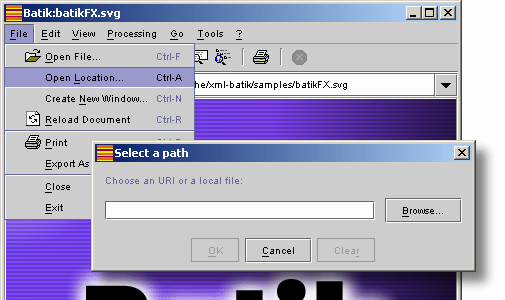 Batik:batikFX.svg
File Edit View Processing Go Tools ?
Open File... Ctrl-F
Open Location... Ctrl-A
he/xml-batik/samples/batikFX.svg
Create New Window... Ctrl-N
Reload Document Ctrl-R
Print
Export As
Close
Exit
Select a path
Choose an URI or a local file:
Browse...
OK Cancel Clear
Batik